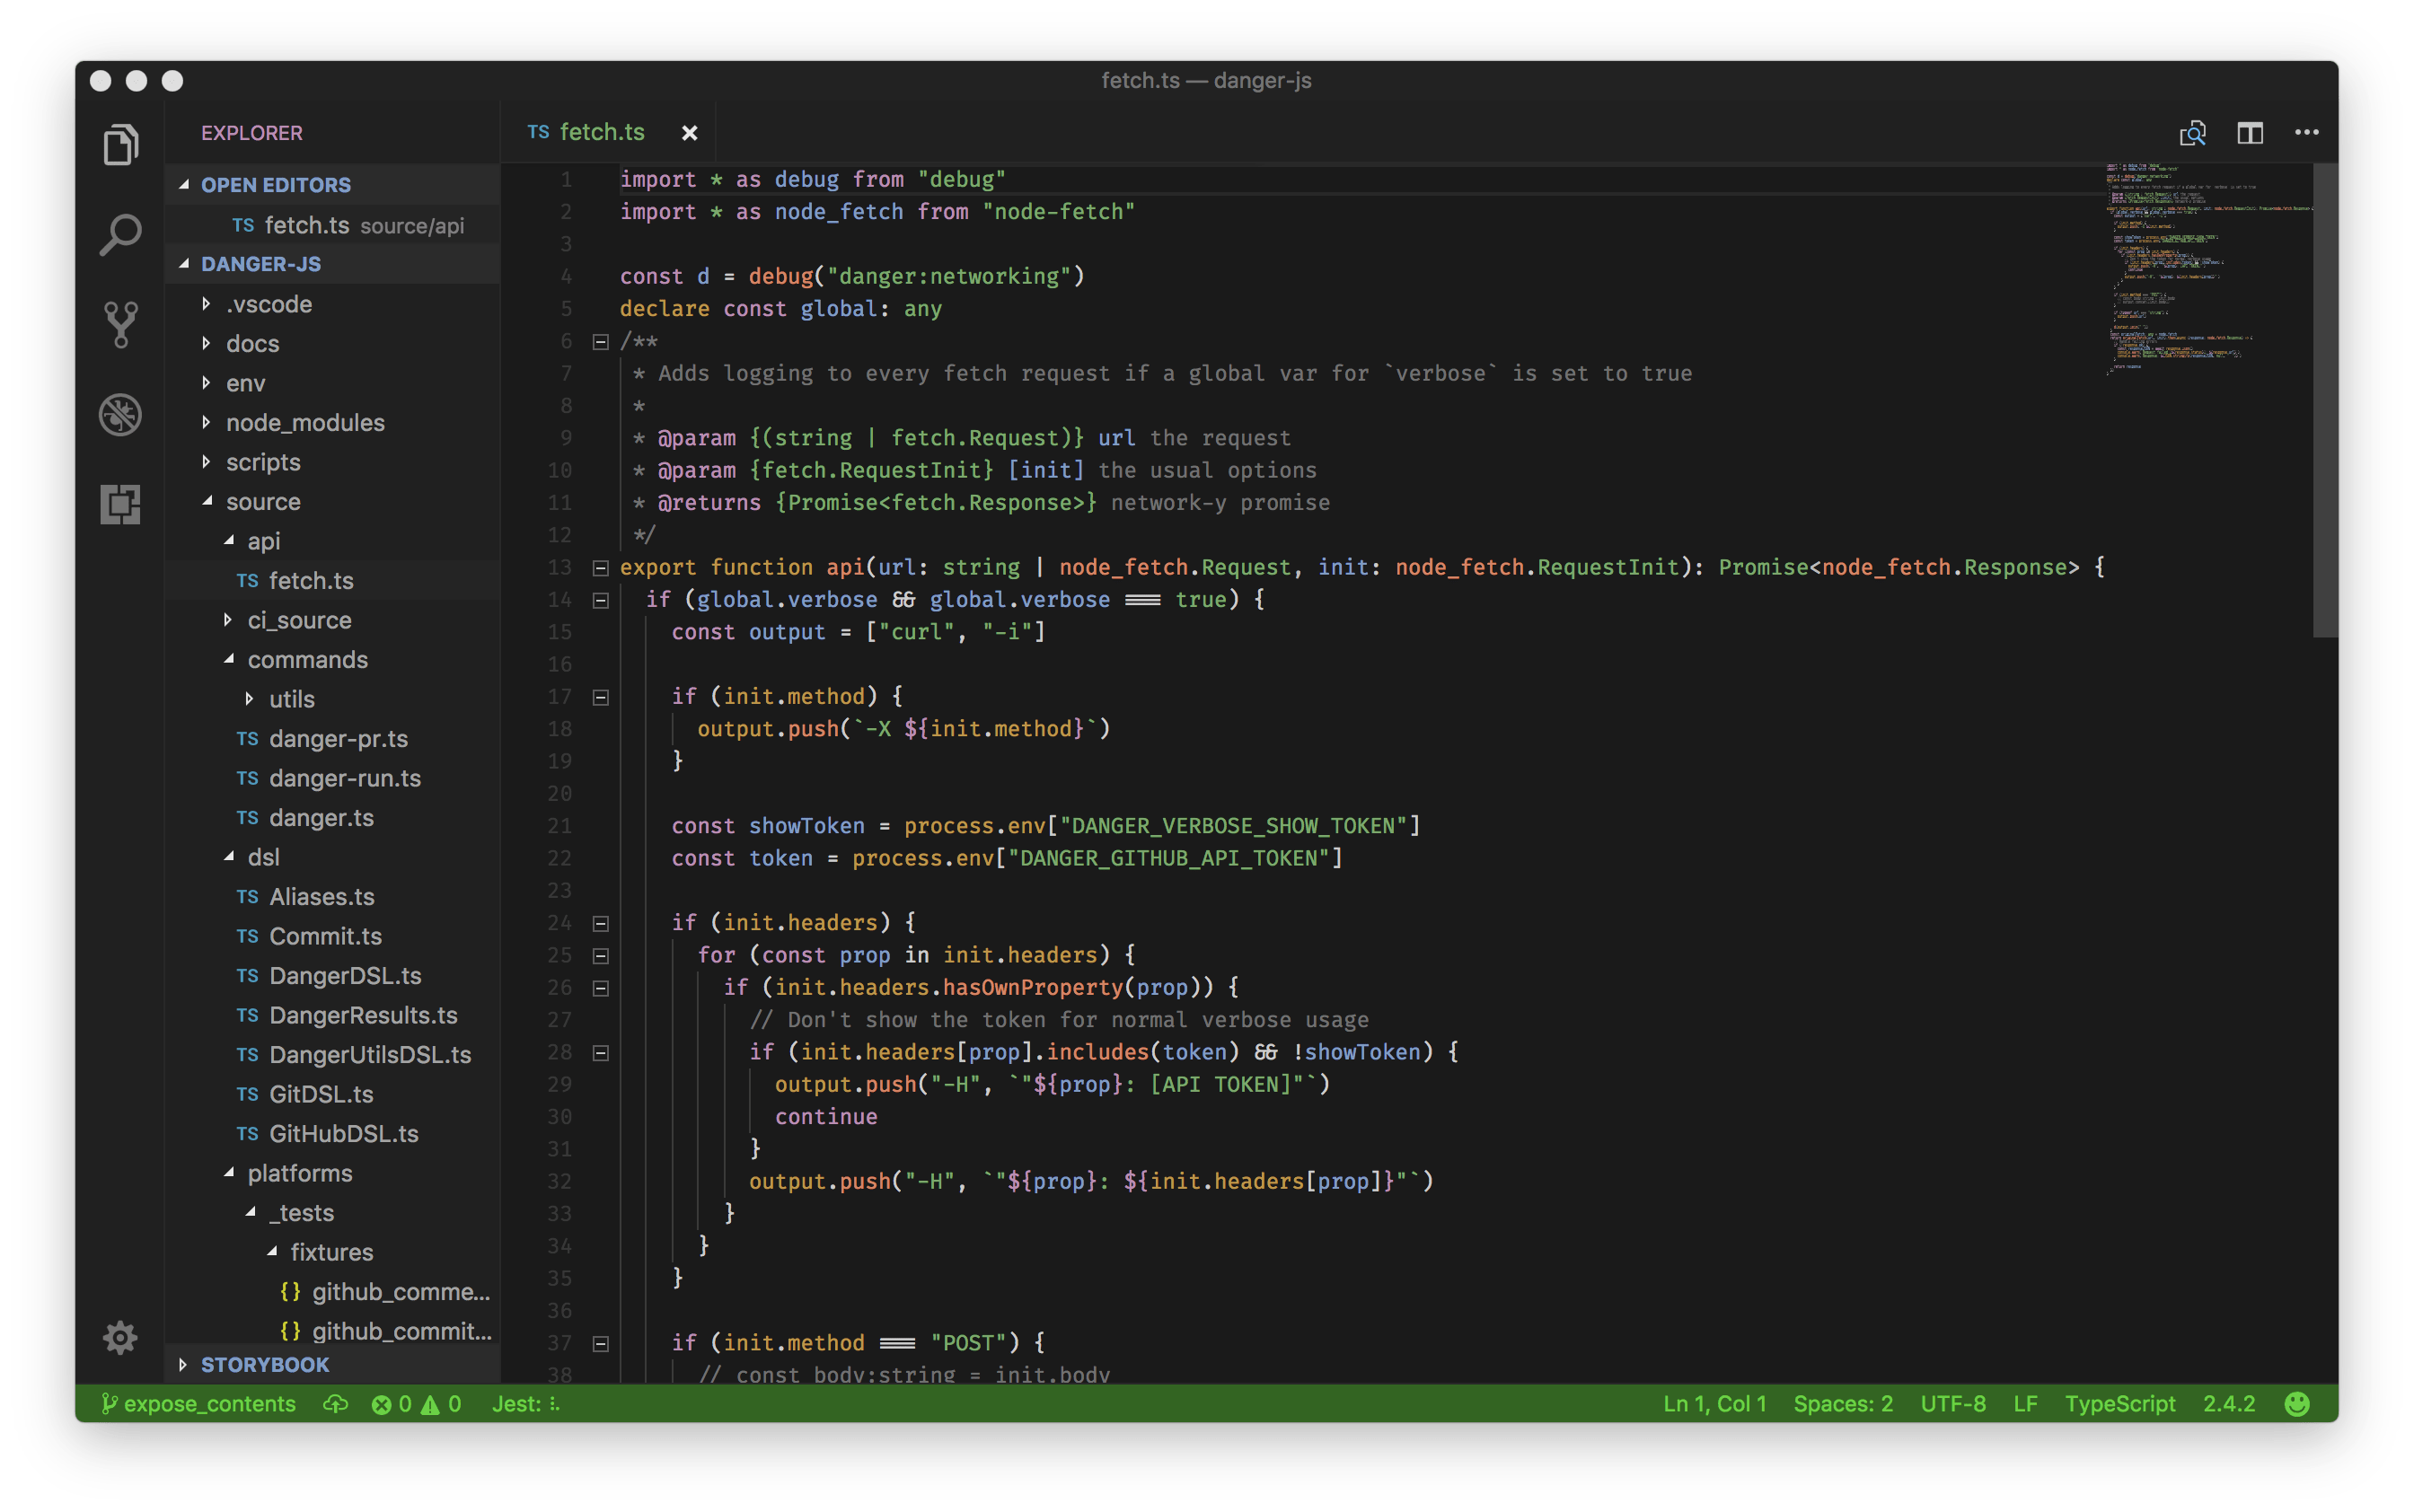 fetch.ts — danger-js
EXPLORER
OPEN EDITORS
TS fetch.ts source/api
DANGER-JS
.vscode
docs
env
node_modules
scripts
source
api
TS fetch.ts
ci_source
commands
utils
TS danger-pr.ts
TS danger-run.ts
TS danger.ts
dsl
TS Aliases.ts
TS Commit.ts
TS DangerDSL.ts
TS DangerResults.ts
TS DangerUtilsDSL.ts
TS GitDSL.ts
TS GitHubDSL.ts
platforms
_tests
fixtures
{} github_comme...
{} github_commit...
STORYBOOK
TS fetch.ts ×
1 import * as debug from "debug"
2 import * as node_fetch from "node-fetch"
3
4 const d = debug("danger:networking")
5 declare const global: any
6 /**
7 * Adds logging to every fetch request if a global var for `verbose` is set to true
8 *
9 * @param {(string | fetch.Request)} url the request
10 * @param {fetch.RequestInit} [init] the usual options
11 * @returns {Promise<fetch.Response>} network-y promise
12 */
13 export function api(url: string | node_fetch.Request, init: node_fetch.RequestInit): Promise<node_fetch.Response> {
14 if (global.verbose && global.verbose === true) {
15 const output = ["curl", "-i"]
16
17 if (init.method) {
18 output.push(`-X ${init.method}`)
19 }
20
21 const showToken = process.env["DANGER_VERBOSE_SHOW_TOKEN"]
22 const token = process.env["DANGER_GITHUB_API_TOKEN"]
23
24 if (init.headers) {
25 for (const prop in init.headers) {
26 if (init.headers.hasOwnProperty(prop)) {
27 // Don't show the token for normal verbose usage
28 if (init.headers[prop].includes(token) && !showToken) {
29 output.push("-H", `"${prop}: [API TOKEN]"`)
30 continue
31 }
32 output.push("-H", `"${prop}: ${init.headers[prop]}"`)
33 }
34 }
35 }
36
37 if (init.method === "POST") {
38 // const body:string = init.body
expose_contents 0 0 Jest:
Ln 1, Col 1 Spaces: 2 UTF-8 LF TypeScript 2.4.2